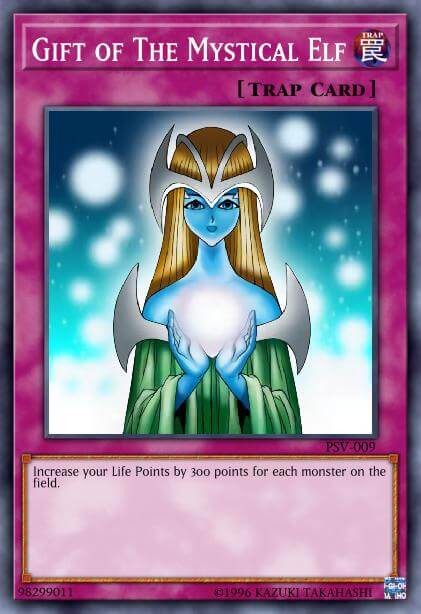 Gift of The Mystical Elf
TRAP
罠
[Trap Card]
PSV-009
Increase your Life Points by 300 points for each monster on the
field.
98299011
©1996 KAZUKI TAKAHASHI